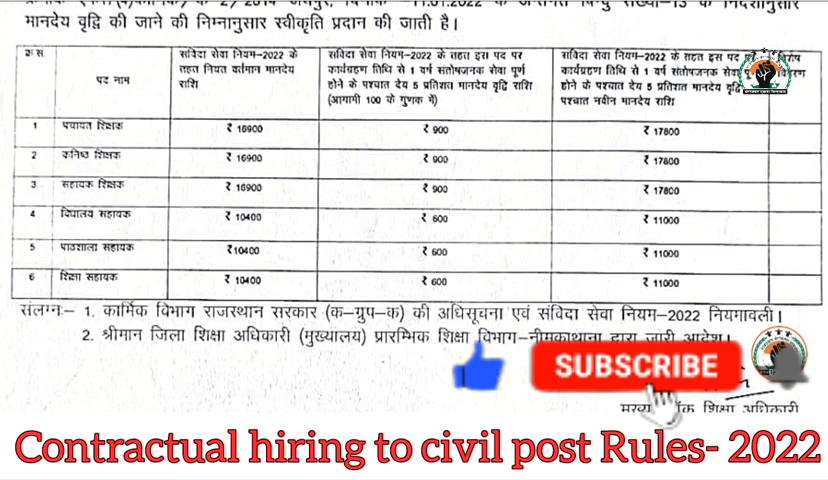 मानदेय वृद्धि की जाने की निम्नानुसार स्वीकृति प्रदान की जाती है।
क्र.सं. पद नाम संविदा सेवा नियम–2022 के तहत नियत वर्तमान मानदेय राशि संविदा सेवा नियम–2022 के तहत इस पद पर कार्यग्रहण तिथि से 1 वर्ष संतोषजनक सेवा पूर्ण होने के पश्चात देय 5 प्रतिशत मानदेय वृद्धि राशि (आगामी 100 के गुणक में) संविदा सेवा नियम–2022 के तहत इस पद पर कार्यग्रहण तिथि से 1 वर्ष संतोषजनक सेवा होने के पश्चात देय 5 प्रतिशत मानदेय वृद्धि पश्चात नवीन मानदेय राशि
1 पंचायत शिक्षक ₹ 16900 ₹ 900 ₹ 17800
2 कनिष्ठ शिक्षक ₹ 16900 ₹ 900 ₹ 17800
3 सहायक शिक्षक ₹ 16900 ₹ 900 ₹ 17800
4 विद्यालय सहायक ₹ 10400 ₹ 600 ₹ 11000
5 पाठशाला सहायक ₹10400 ₹ 600 ₹ 11000
6 शिक्षा सहायक ₹ 10400 ₹ 600 ₹ 11000
संलग्नः– 1. कार्मिक विभाग राजस्थान सरकार (क–ग्रुप–क) की अधिसूचना एवं संविदा सेवा नियम–2022 नियमावली।
2. श्रीमान जिला शिक्षा अधिकारी (मुख्यालय) प्रारम्भिक शिक्षा विभाग–नीमकाथाना द्वारा जारी आदेश।
SUBSCRIBE
शिक्षा अधिकारी
Contractual hiring to civil post Rules- 2022